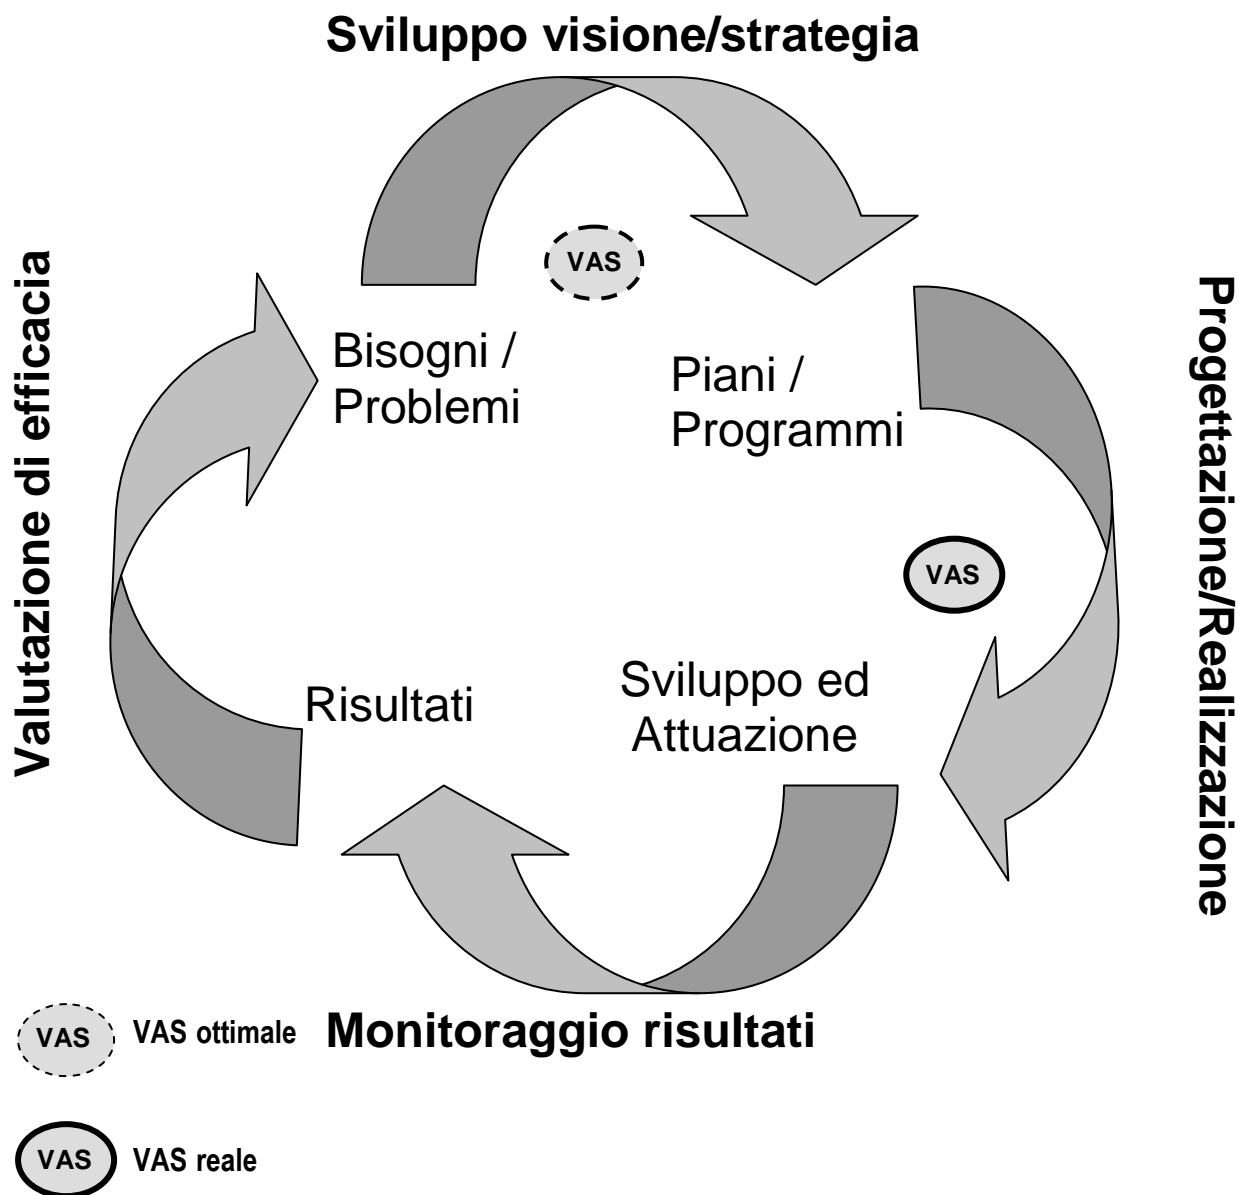 Sviluppo visione/strategia
VAS
Valutazione di efficacia
Bisogni /
Problemi
Piani /
Programmi
Progettazione/Realizzazione
VAS
Risultati
Sviluppo ed
Attuazione
Monitoraggio risultati
VAS
VAS ottimale
VAS
VAS reale